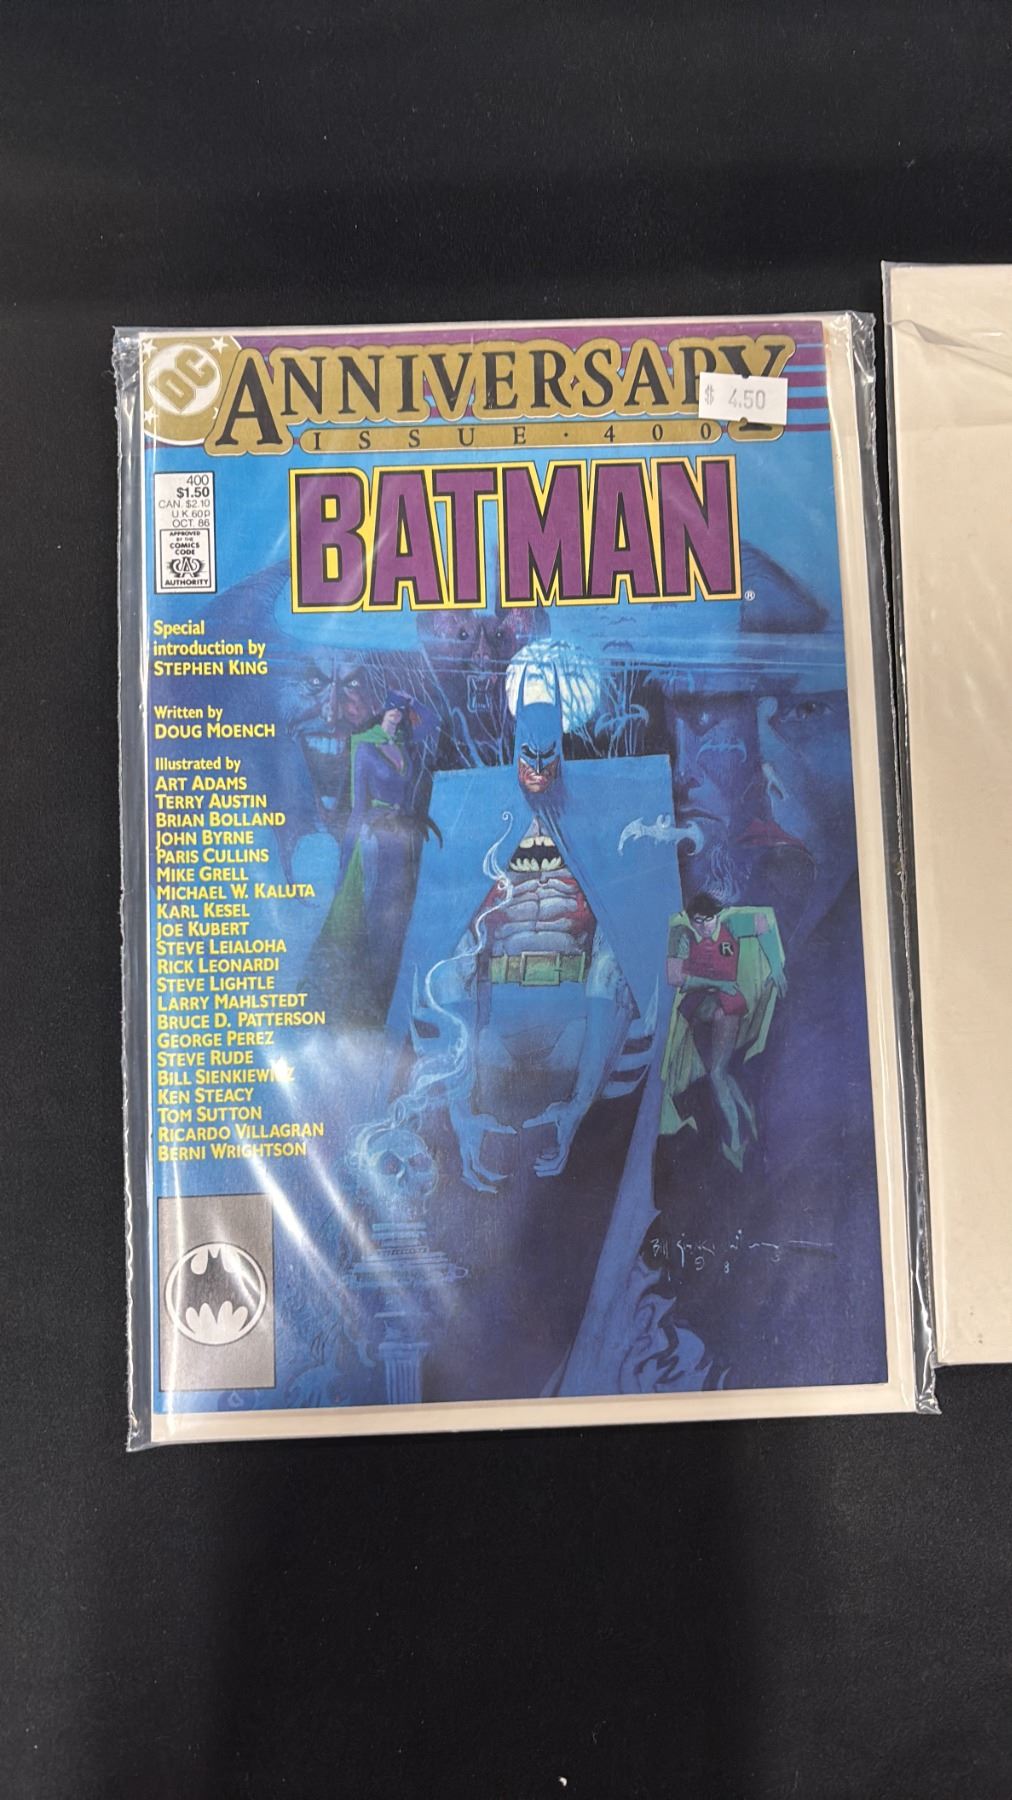 DC
ANNIVERSARY
$ 4.50
ISSUE · 400
BATMAN®
400
$1.50
CAN. $2.10
U.K 60p
OCT. 86
APPROVED
BY THE
COMICS
CODE
CA
AUTHORITY
Special
introduction by
STEPHEN KING
Written by
DOUG MOENCH
Illustrated by
ART ADAMS
TERRY AUSTIN
BRIAN BOLLAND
JOHN BYRNE
PARIS CULLINS
MIKE GRELL
MICHAEL W. KALUTA
KARL KESEL
JOE KUBERT
STEVE LEIALOHA
RICK LEONARDI
STEVE LIGHTLE
LARRY MAHLSTEDT
BRUCE D. PATTERSON
GEORGE PEREZ
STEVE RUDE
BILL SIENKIEWICZ
KEN STEACY
TOM SUTTON
RICARDO VILLAGRAN
BERNI WRIGHTSON
R